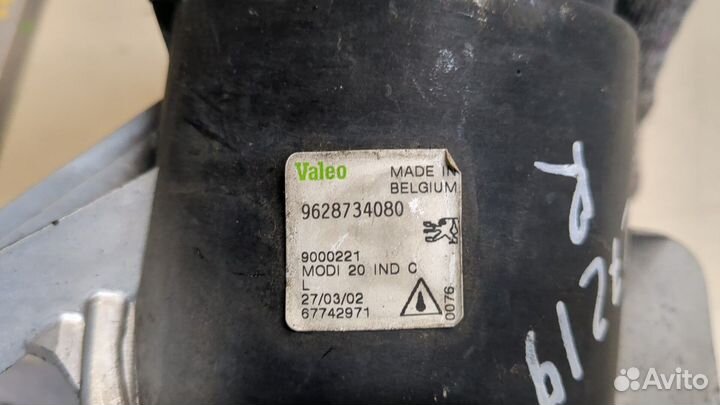 Valeo
MADE IN
BELGIUM
9628734080
9000221
MODI 20 IND C
L
27/03/02
67742971
0076
Avito